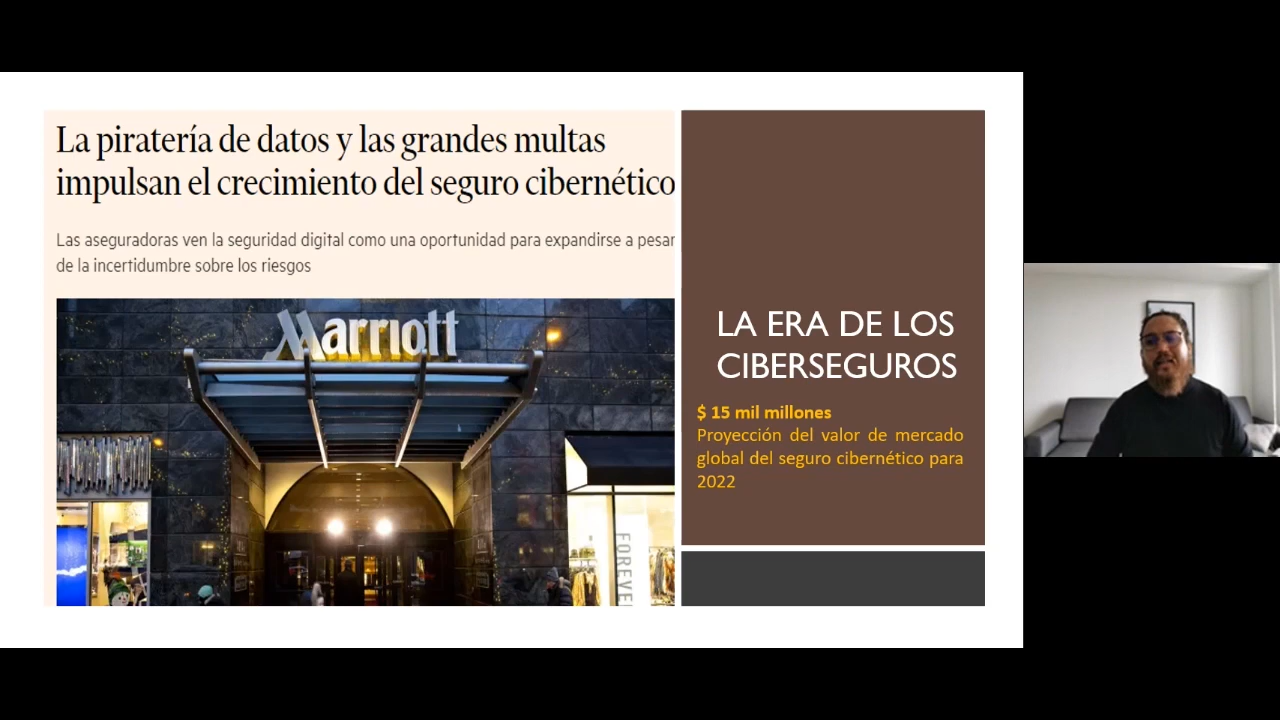 La piratería de datos y las grandes multas
impulsan el crecimiento del seguro cibernético
Las aseguradoras ven la seguridad digital como una oportunidad para expandirse a pesar
de la incertidumbre sobre los riesgos
Marriott
FOREVE
LA ERA DE LOS
CIBERSEGUROS
$ 15 mil millones
Proyección del valor de mercado
global del seguro cibernético para
2022